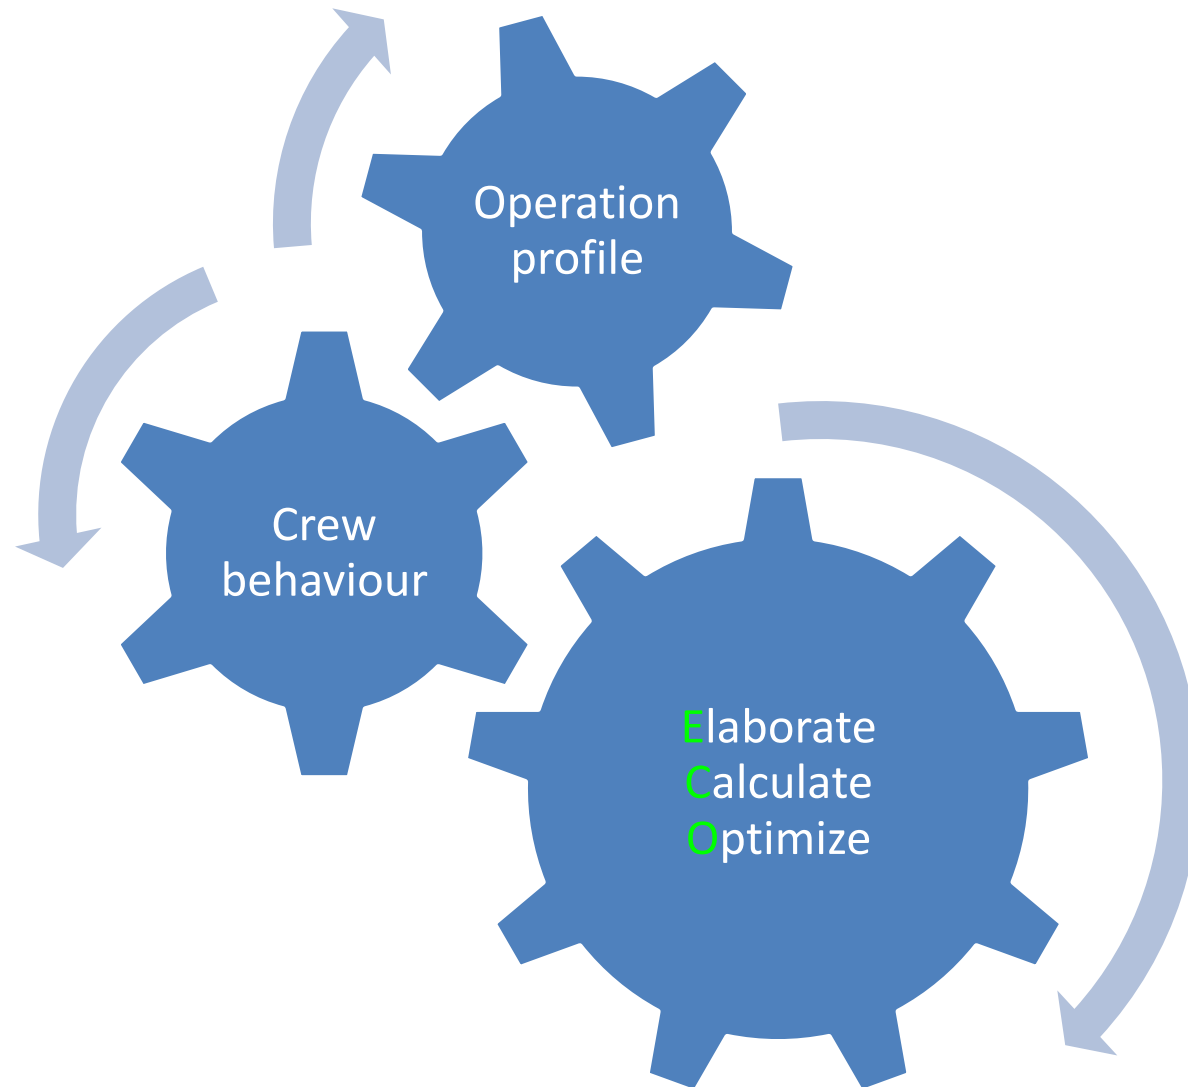 Operation
profile
Crew
behaviour
Elaborate
Calculate
Optimize